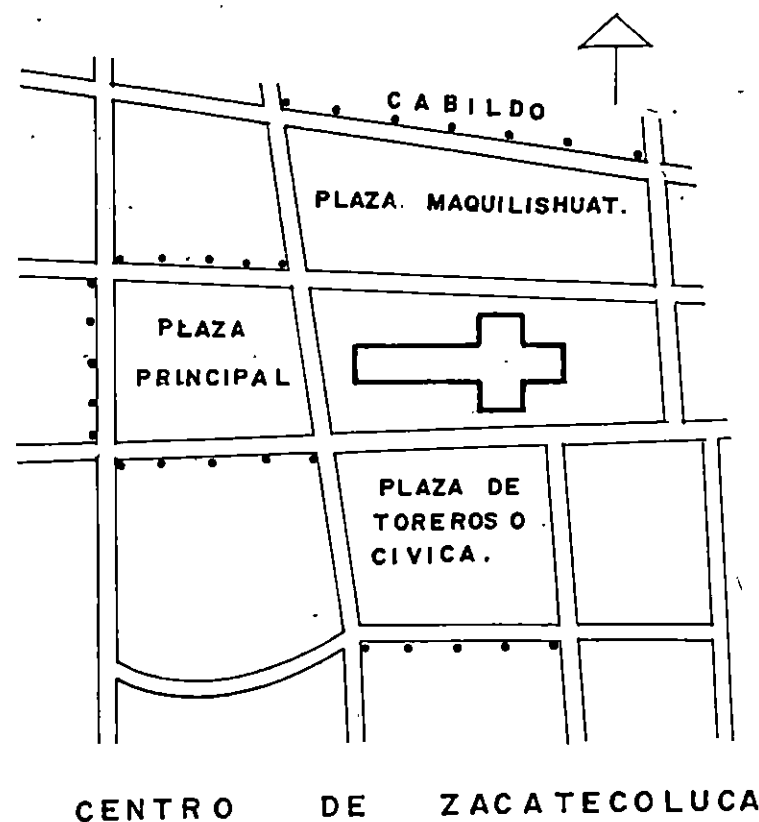 CABILDO
PLAZA. MAQUILISHUAT.
PLAZA
PRINCIPAL
PLAZA DE
TOREROS O
CIVICA.
CENTRO DE ZACATECOLUCA